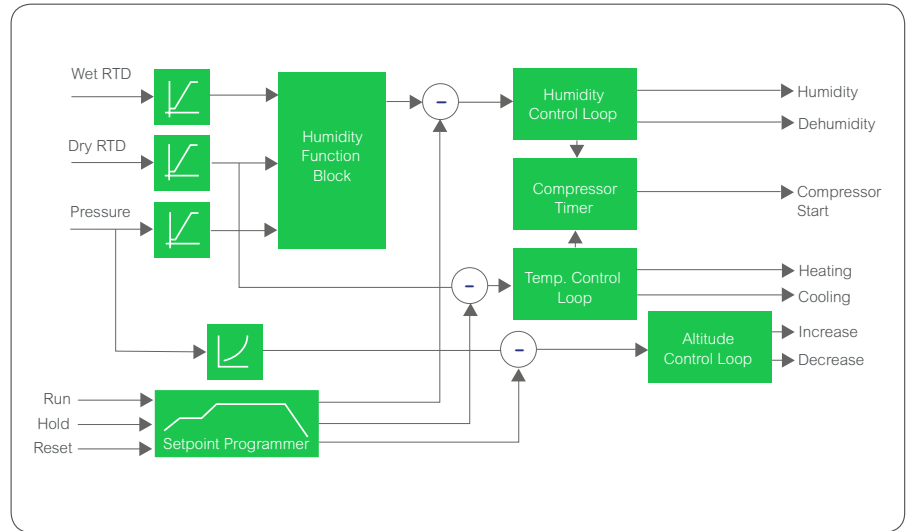 Wet RTD
Dry RTD
Pressure
Humidity
Function
Block
-
Humidity
Control Loop
Humidity
Dehumidity
Compressor
Timer
Compressor
Start
-
Temp. Control
Loop
Heating
Cooling
-
Altitude
Control Loop
Increase
Decrease
Run
Hold
Reset
Setpoint Programmer